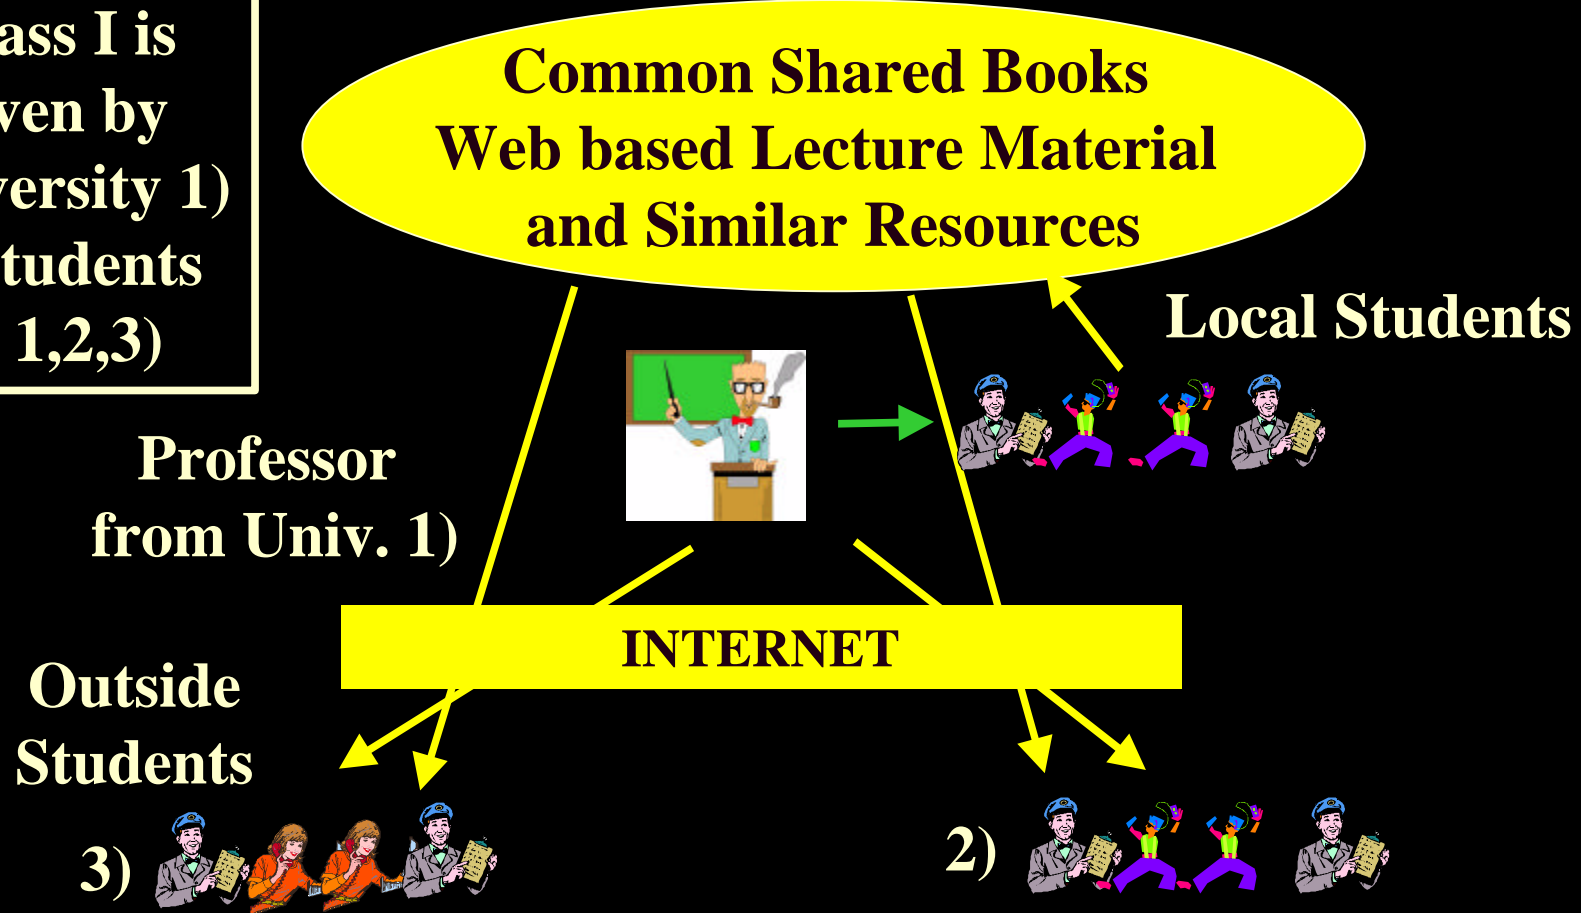 ass I is
ven by
versity 1)
tudents
1,2,3)
Common Shared Books
Web based Lecture Material
and Similar Resources
Local Students
Professor
from Univ. 1)
INTERNET
Outside
Students
3)
2)